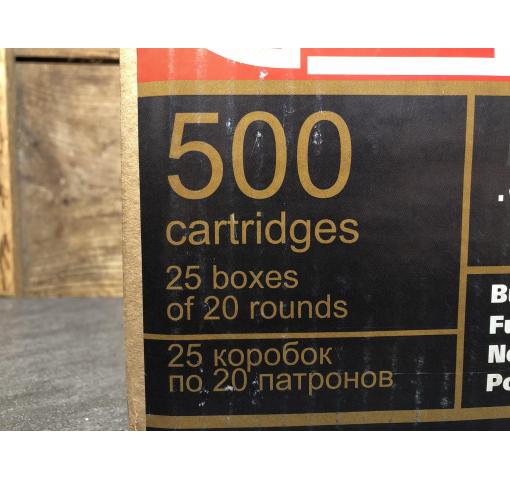 500
cartridges
25 boxes
of 20 rounds
25 коробок
по 20 патронов